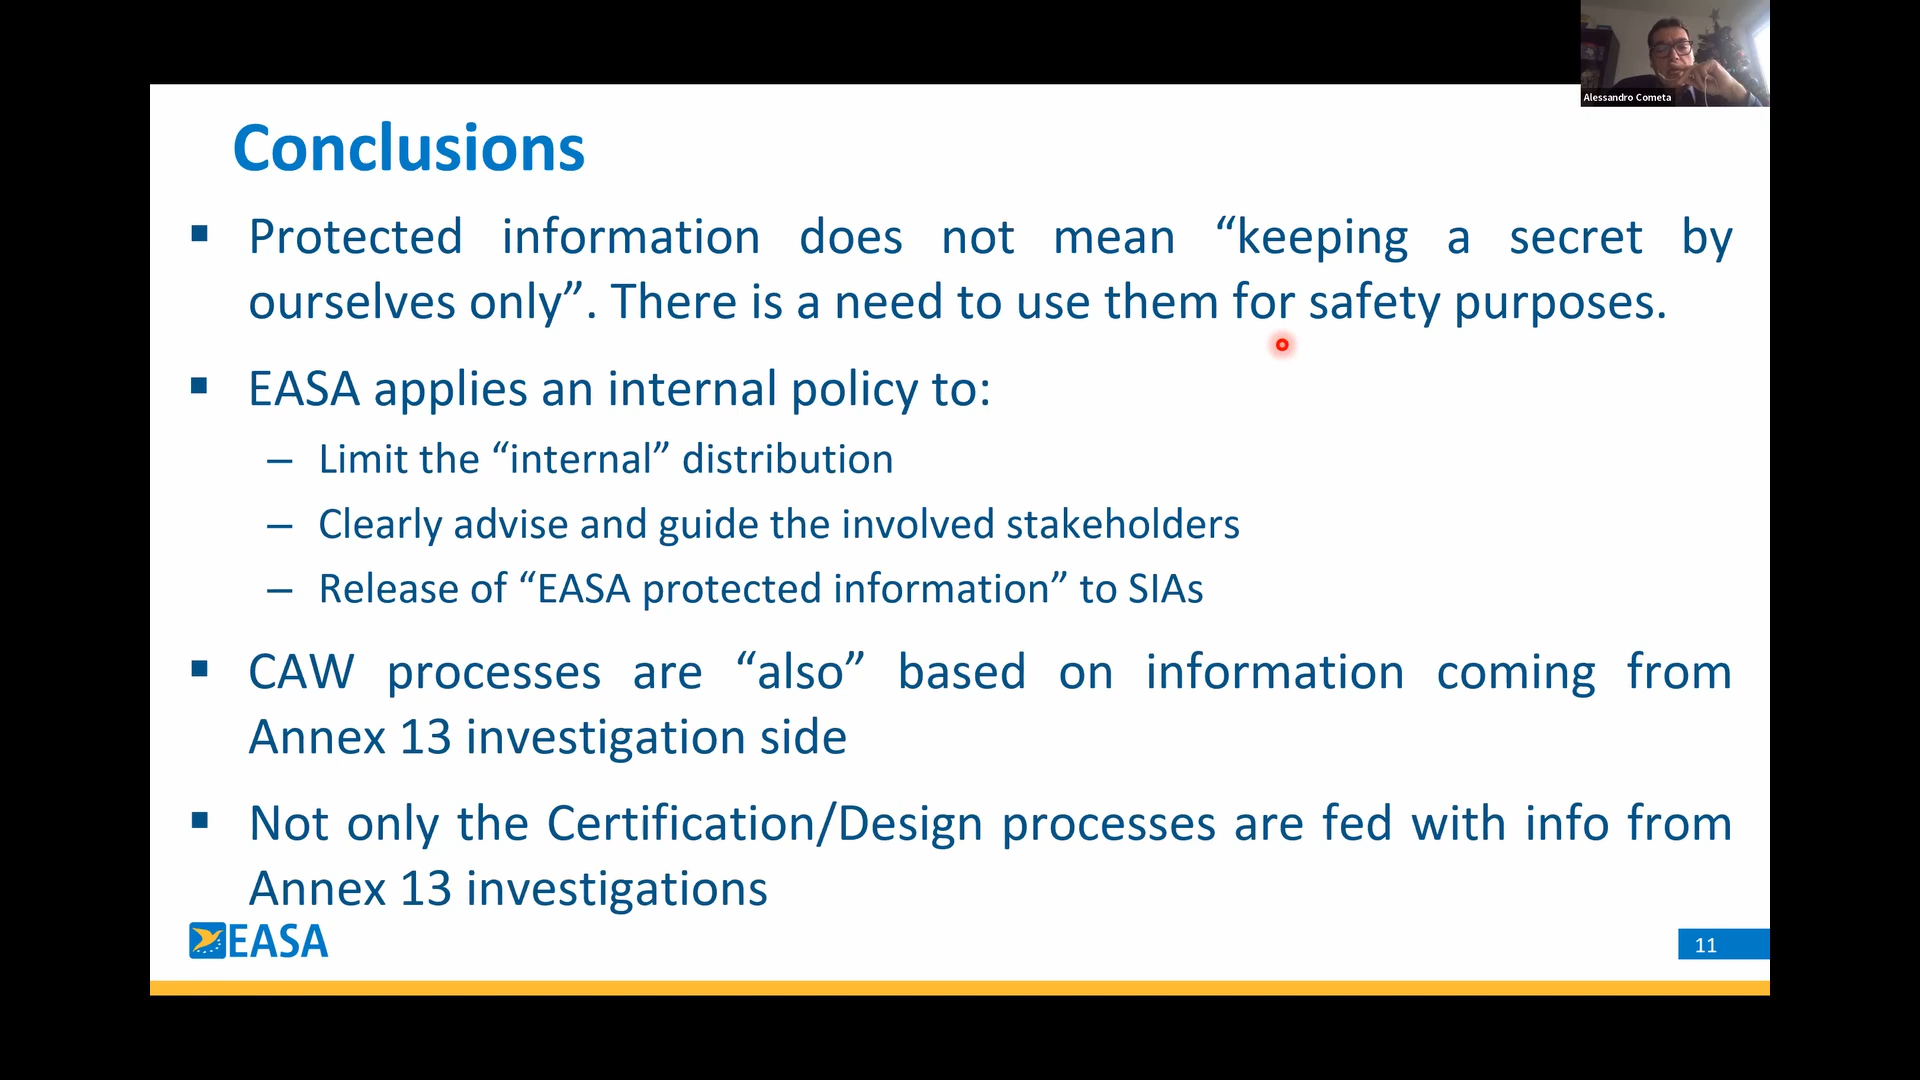 Alessandro Cometa
Conclusions
▪ Protected information does not mean “keeping a secret by
ourselves only”. There is a need to use them for safety purposes.
▪ EASA applies an internal policy to:
– Limit the “internal” distribution
– Clearly advise and guide the involved stakeholders
– Release of “EASA protected information” to SIAs
▪ CAW processes are “also” based on information coming from
Annex 13 investigation side
▪ Not only the Certification/Design processes are fed with info from
Annex 13 investigations
EASA
11